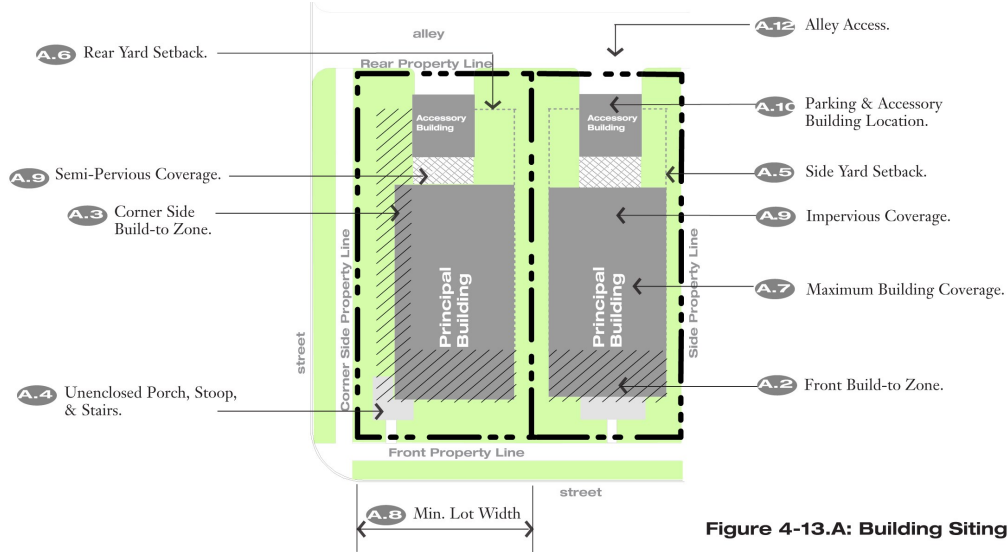 alley
A.12 Alley Access.
A.6 Rear Yard Setback.
Rear Property Line
A.10 Parking & Accessory
Building Location.
Accessory
Building
Accessory
Building
A.9 Semi-Pervious Coverage.
A.5 Side Yard Setback.
A.3 Corner Side
Build-to Zone.
A.9 Impervious Coverage.
A.7 Maximum Building Coverage.
Corner Side Property Line
Principal
Building
Principal
Building
Side Property Line
street
A.4 Unenclosed Porch, Stoop,
& Stairs.
A.2 Front Build-to Zone.
Front Property Line
street
A.8 Min. Lot Width
Figure 4-13.A: Building Siting